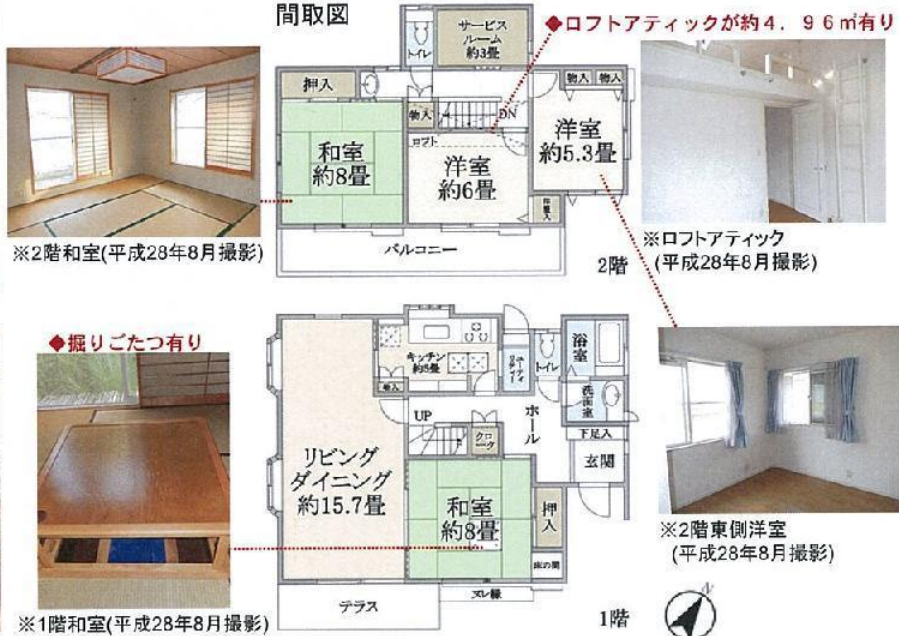 間取図
◆ロフトアティックが約4.96㎡有り
トイレ
サービス
ルーム
約3畳
押入
物入
物入
物入
DN
和室
約8畳
ロフト
洋室
約6畳
洋室
約5.3畳
バルコニー
2階
※2階和室(平成28年8月撮影)
※ロフトアティック
(平成28年8月撮影)
◆掘りごたつ有り
キッチン
約5畳
物入
トイレ
浴室
洗面室
UP
クローク
ホール
下足入
玄関
リビング
ダイニング
約15.7畳
和室
約8畳
押入
床の間
テラス
ヌレ縁
1階
N
※1階和室(平成28年8月撮影)
※2階東側洋室
(平成28年8月撮影)